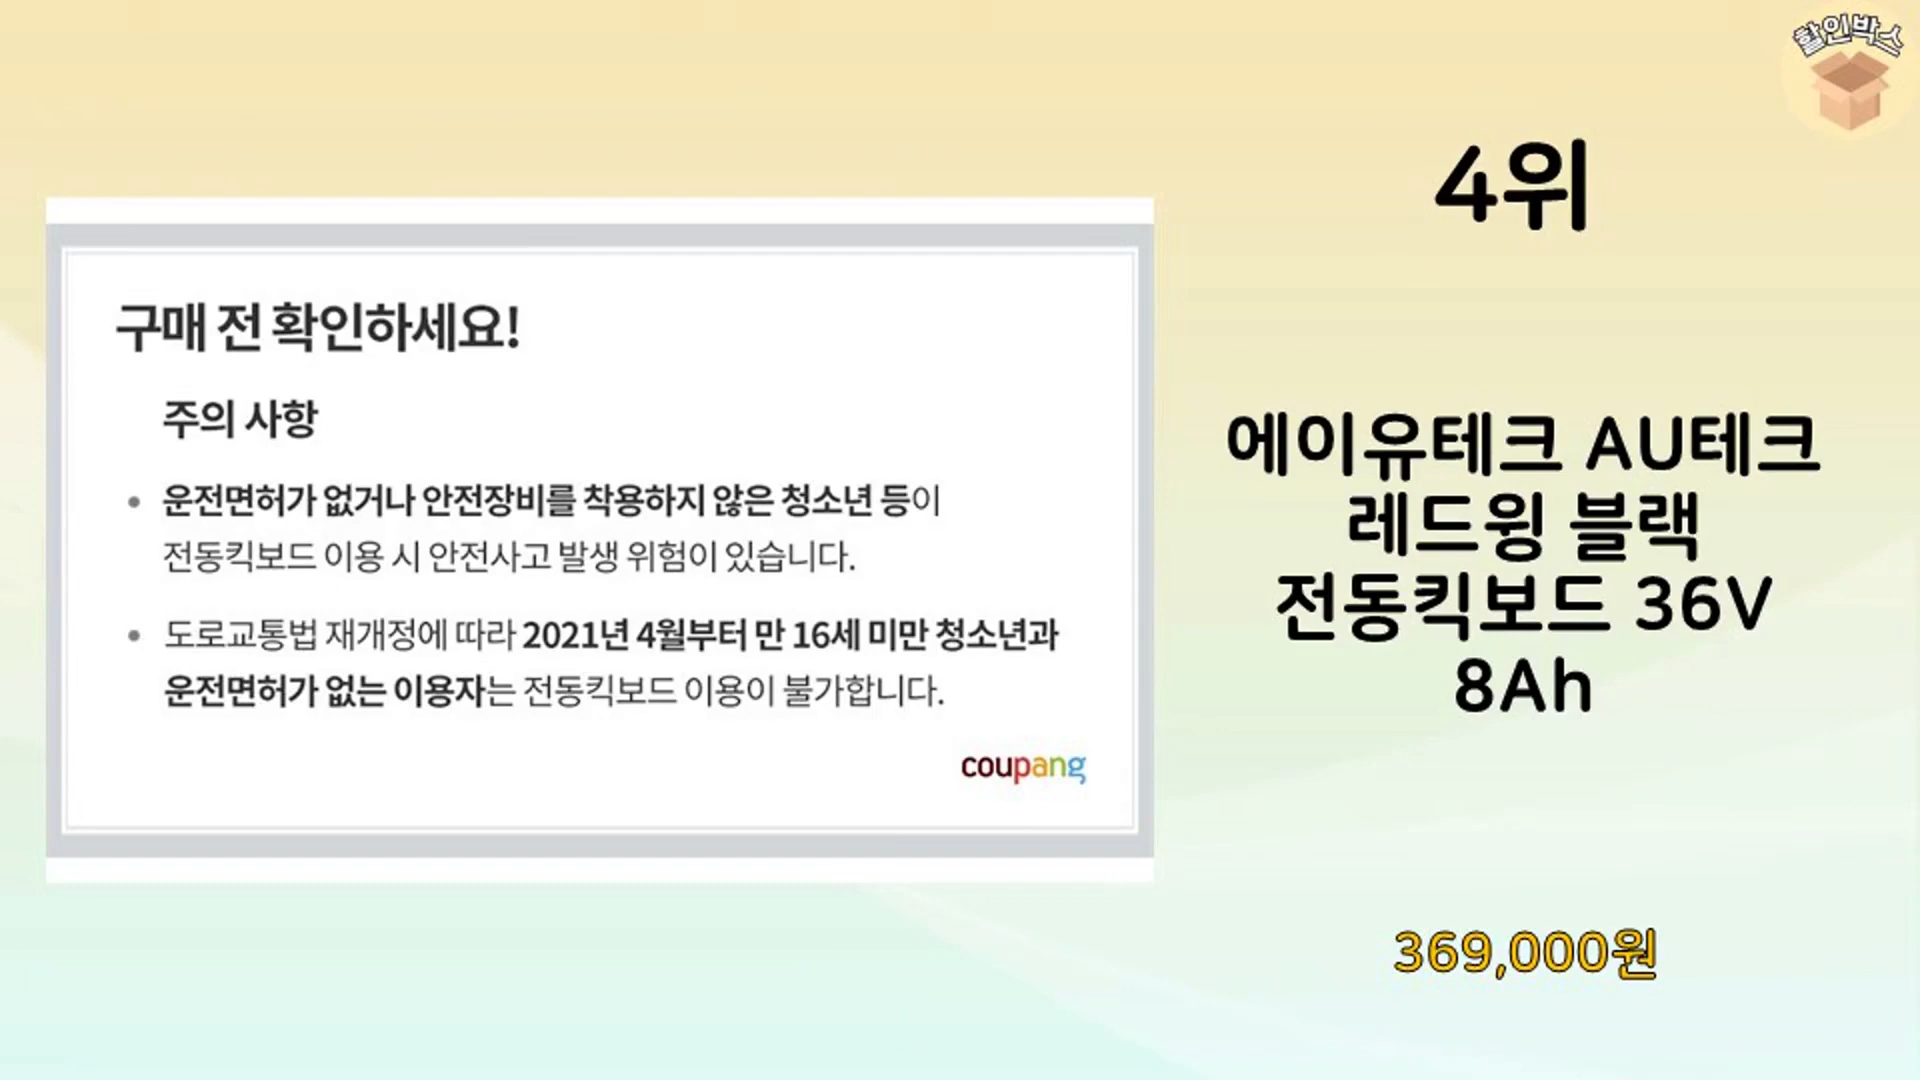 할인박스
4위
구매 전 확인하세요!
주의 사항
• 운전면허가 없거나 안전장비를 착용하지 않은 청소년 등이
전동킥보드 이용 시 안전사고 발생 위험이 있습니다.
• 도로교통법 재개정에 따라 2021년 4월부터 만 16세 미만 청소년과
운전면허가 없는 이용자는 전동킥보드 이용이 불가합니다.
coupang
에이유테크 AU테크
레드윙 블랙
전동킥보드 36V
8Ah
369,000원